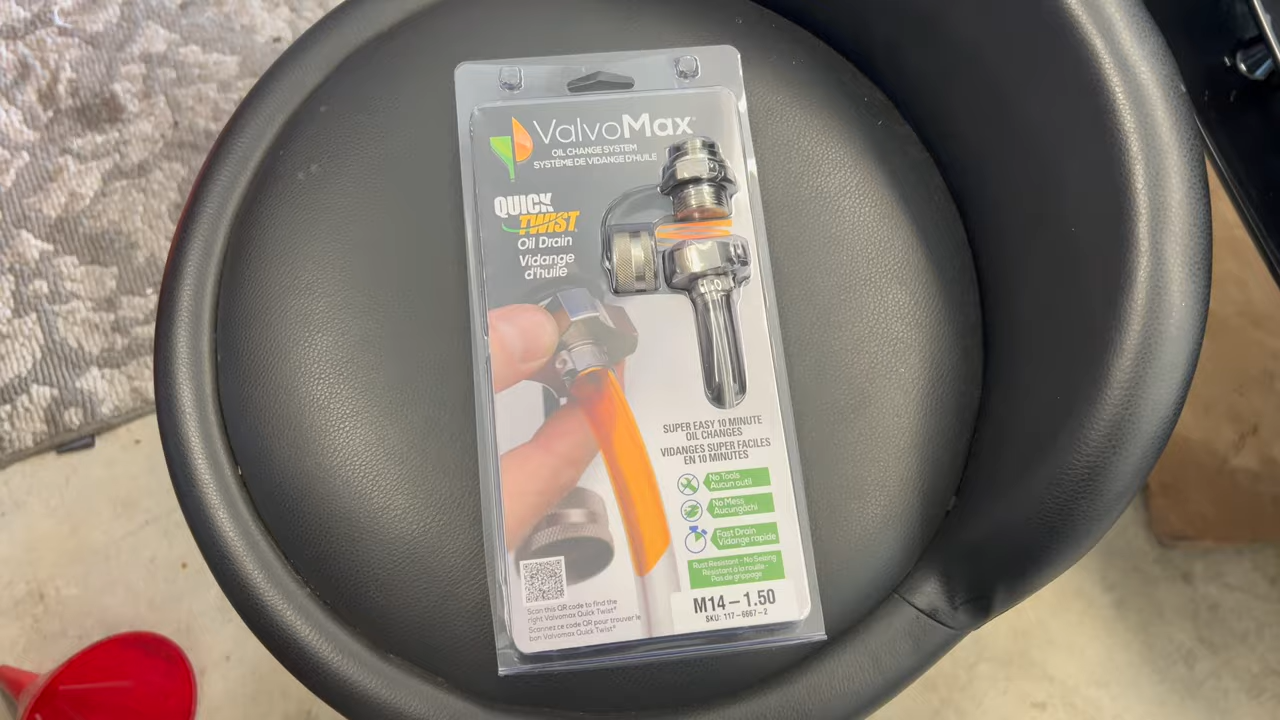 ValvoMax®
OIL CHANGE SYSTEM
SYSTÈME DE VIDANGE D'HUILE
QUICK
TWIST®
Oil Drain
Vidange
d'huile
SUPER EASY 10 MINUTE
OIL CHANGES
VIDANGES SUPER FACILES
EN 10 MINUTES
No Tools
Aucun outil
No Mess
Aucungâchi
Fast Drain
Vidange rapide
Rust Resistant - No Seizing
Résistant à la rouille -
Pas de grippage
Scan this QR code to find the
right Valvomax Quick Twist®
Scannez ce code QR pour trouver le
bon Valvomax Quick Twist®
M14-1.50
SKU: 117-6667-2